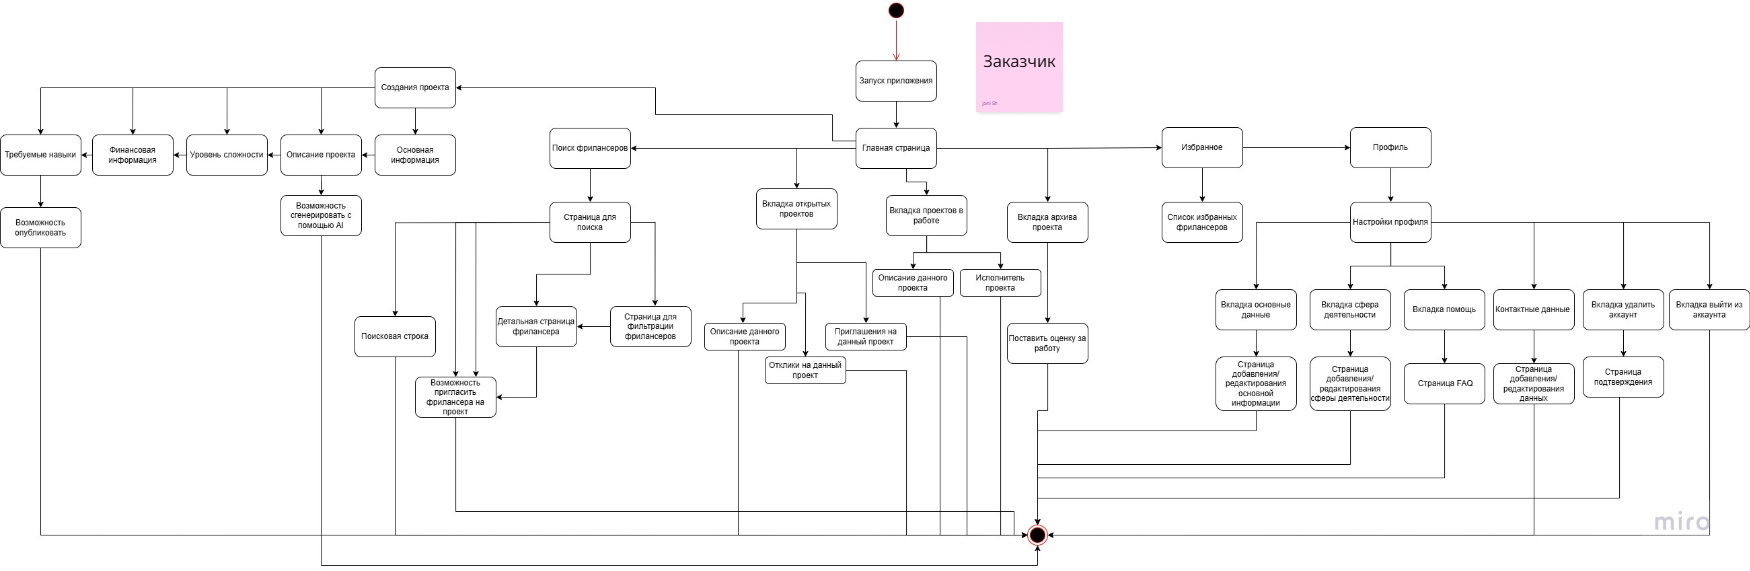 Заказчик
Запуск приложения
Создания проекта
Главная страница
Поиск фрилансеров
Избранное
Профиль
Требуемые навыки
Финансовая
информация
Уровень сложности
Описание проекта
Основная
информация
Возможность
опубликовать
Возможность
сгенерировать с
помощью AI
Страница для
поиска
Вкладка открытых
проектов
Вкладка проектов в
работе
Вкладка архива
проекта
Список избранных
фрилансеров
Настройки профиля
Описание данного
проекта
Исполнитель
проекта
Поисковая строка
Детальная страница
фрилансера
Страница для
фильтрации
фрилансеров
Описание данного
проекта
Приглашения на
данный проект
Отклики на данный
проект
Поставить оценку за
работу
Возможность
пригласить
фрилансера на
проект
Вкладка основные
данные
Вкладка сфера
деятельности
Вкладка помощь
Контактные данные
Вкладка удалить
аккаунт
Вкладка выйти из
аккаунта
Страница
добавления/
редактирования
основной
информации
Страница
добавления/
редактирования
сферы деятельности
Страница FAQ
Страница
добавления/
редактирования
данных
Страница
подтверждения
miro